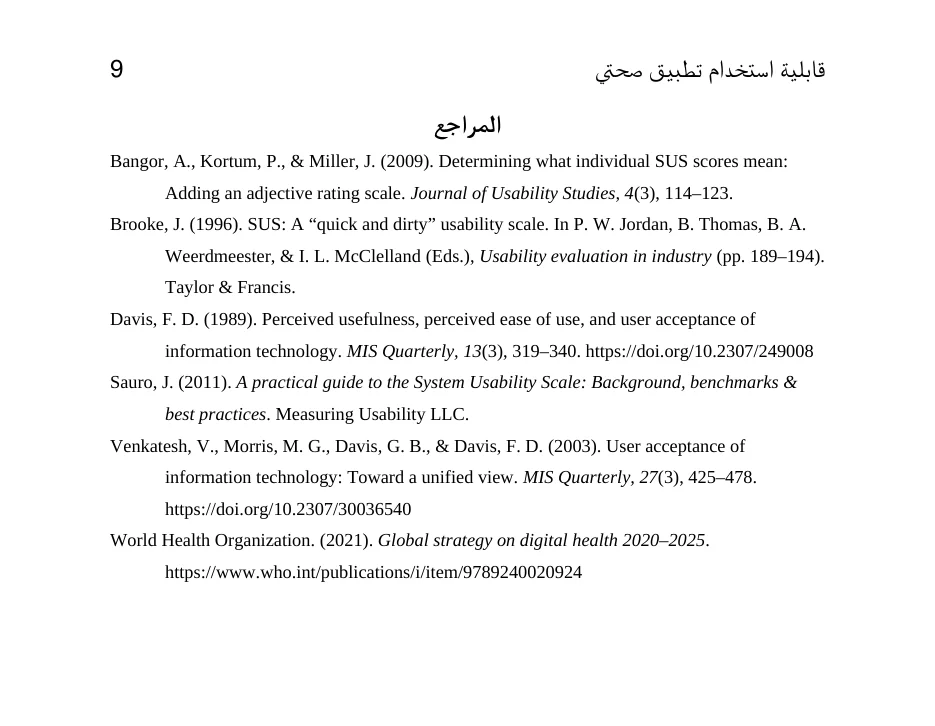 قابلية استخدام تطبيق صحتي 9
المراجع
Bangor, A., Kortum, P., & Miller, J. (2009). Determining what individual SUS scores mean:
Adding an adjective rating scale. Journal of Usability Studies, 4(3), 114–123.
Brooke, J. (1996). SUS: A “quick and dirty” usability scale. In P. W. Jordan, B. Thomas, B. A.
Weerdmeester, & I. L. McClelland (Eds.), Usability evaluation in industry (pp. 189–194).
Taylor & Francis.
Davis, F. D. (1989). Perceived usefulness, perceived ease of use, and user acceptance of
information technology. MIS Quarterly, 13(3), 319–340. https://doi.org/10.2307/249008
Sauro, J. (2011). A practical guide to the System Usability Scale: Background, benchmarks &
best practices. Measuring Usability LLC.
Venkatesh, V., Morris, M. G., Davis, G. B., & Davis, F. D. (2003). User acceptance of
information technology: Toward a unified view. MIS Quarterly, 27(3), 425–478.
https://doi.org/10.2307/30036540
World Health Organization. (2021). Global strategy on digital health 2020–2025.
https://www.who.int/publications/i/item/9789240020924